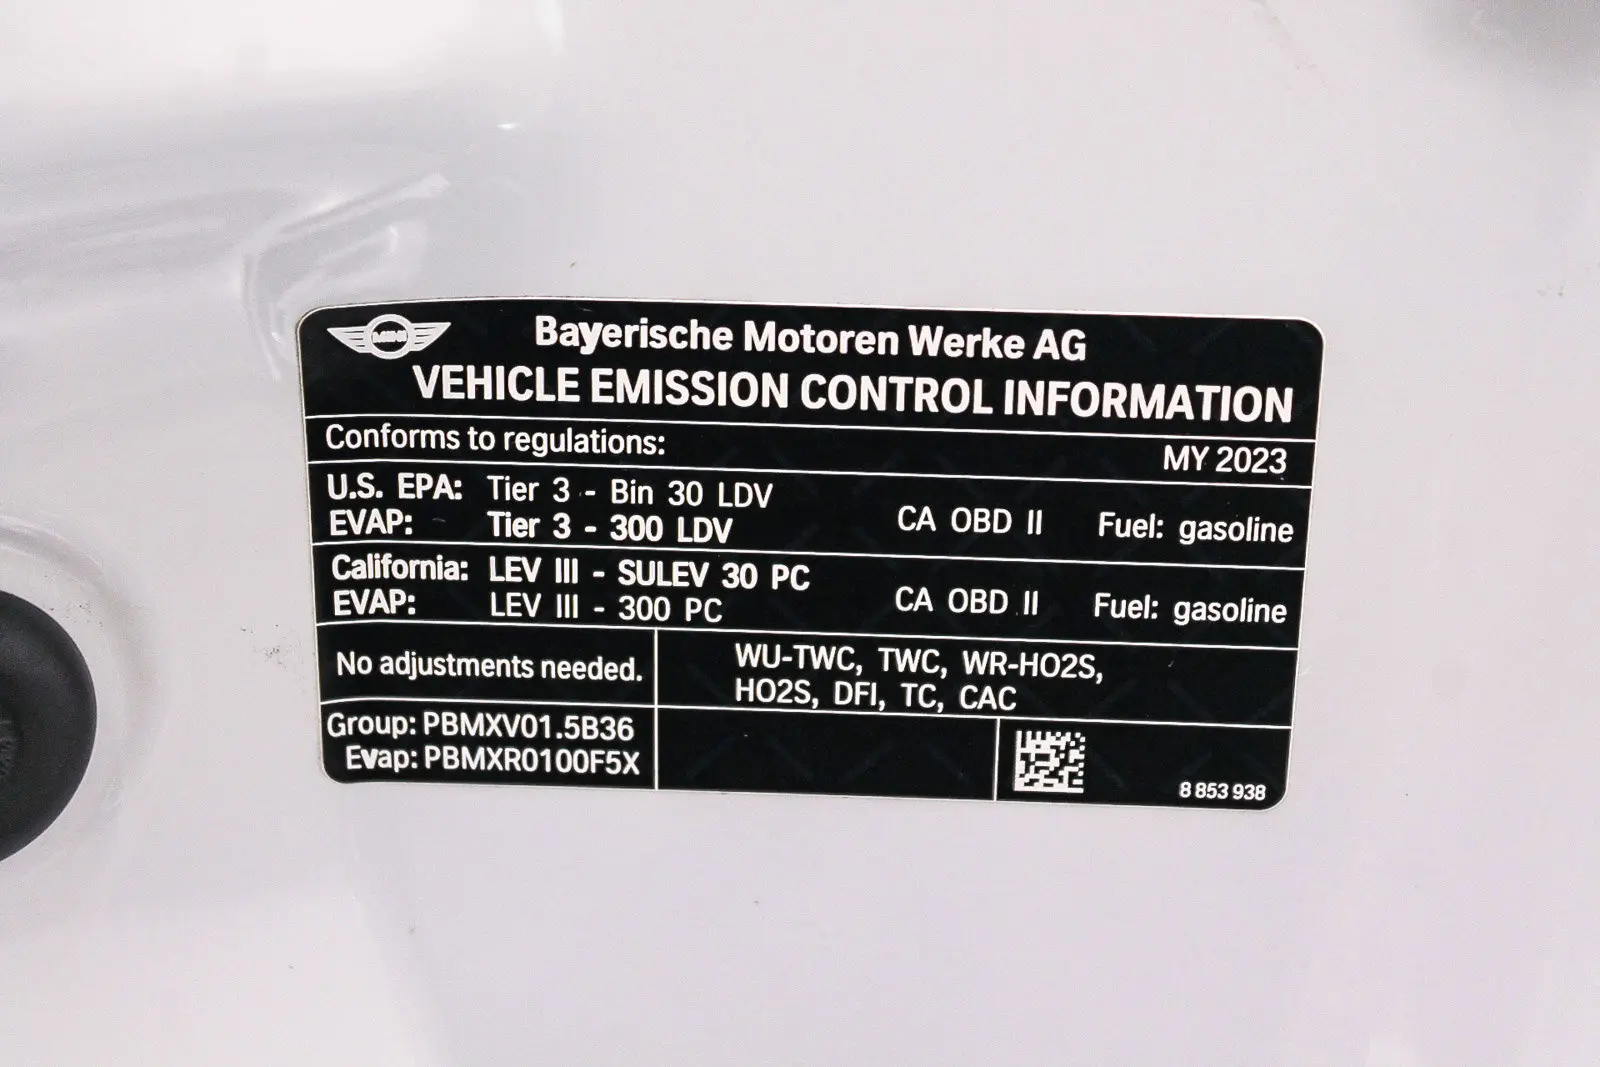 MINI
Bayerische Motoren Werke AG
VEHICLE EMISSION CONTROL INFORMATION
Conforms to regulations:
MY 2023
U.S. EPA: Tier 3 - Bin 30 LDV
EVAP: Tier 3 - 300 LDV
CA OBD II Fuel: gasoline
California: LEV III - SULEV 30 PC
EVAP: LEV III - 300 PC
CA OBD II Fuel: gasoline
No adjustments needed.
WU-TWC, TWC, WR-HO2S,
HO2S, DFI, TC, CAC
Group: PBMXV01.5B36
Evap: PBMXR0100F5X
8 853 938